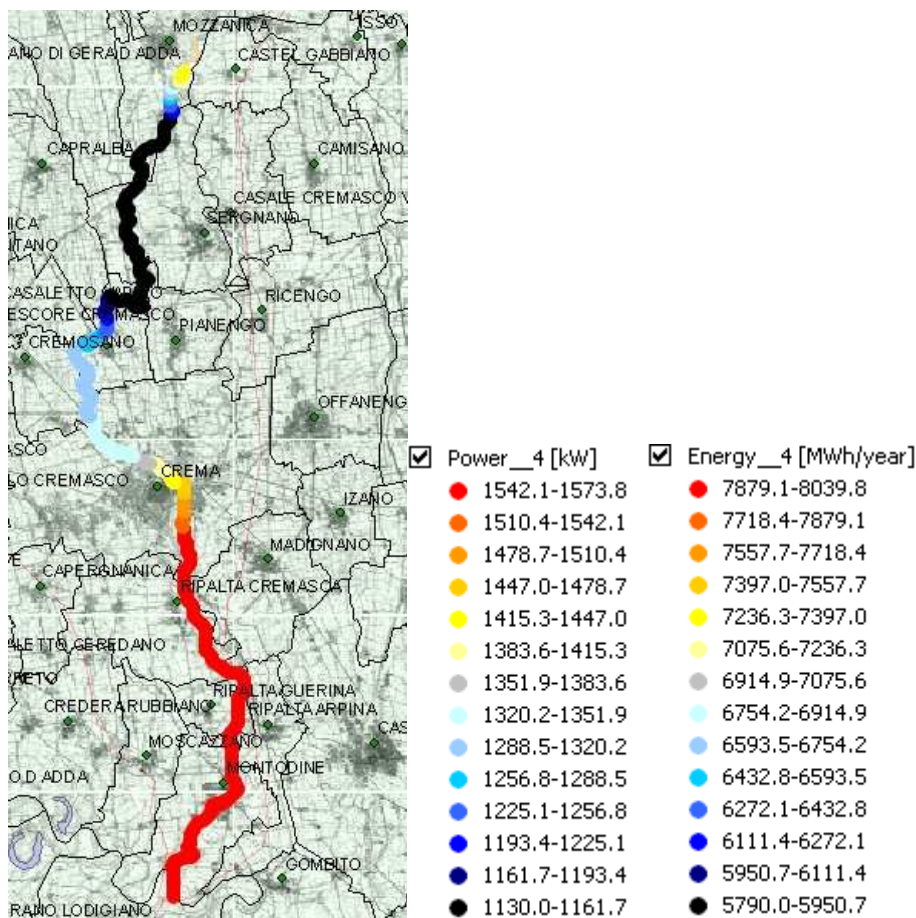 MOZZANICA
ISSO
ANO DI GERA D ADDA
CASTEL GABBIANO
CAPRALBA
CAMISANO
CASALE CREMASCO V
SERGNANO
ICA
NTANO
CASALETTO
RICENGO
ESCORE CREMASCO
PIANENGO
CREMOSANO
OFFANENG
ASCO
CREMA
LO CREMASCO
IZANO
MADIGNANO
CAPERGNANICA
RIPALTA CREMASCA
ALETTO CEREDANO
RRETO
RIPALTA GUERINA
CREDERA RUBBIANO
RIPALTA ARPINA
CAS
MOSCAZZANO
O.D ADDA
MONTODINE
GOMBITO
RANO LODIGIANO
Power__4 [kW]
1542.1-1573.8
1510.4-1542.1
1478.7-1510.4
1447.0-1478.7
1415.3-1447.0
1383.6-1415.3
1351.9-1383.6
1320.2-1351.9
1288.5-1320.2
1256.8-1288.5
1225.1-1256.8
1193.4-1225.1
1161.7-1193.4
1130.0-1161.7
Energy__4 [MWh/year]
7879.1-8039.8
7718.4-7879.1
7557.7-7718.4
7397.0-7557.7
7236.3-7397.0
7075.6-7236.3
6914.9-7075.6
6754.2-6914.9
6593.5-6754.2
6432.8-6593.5
6272.1-6432.8
6111.4-6272.1
5950.7-6111.4
5790.0-5950.7